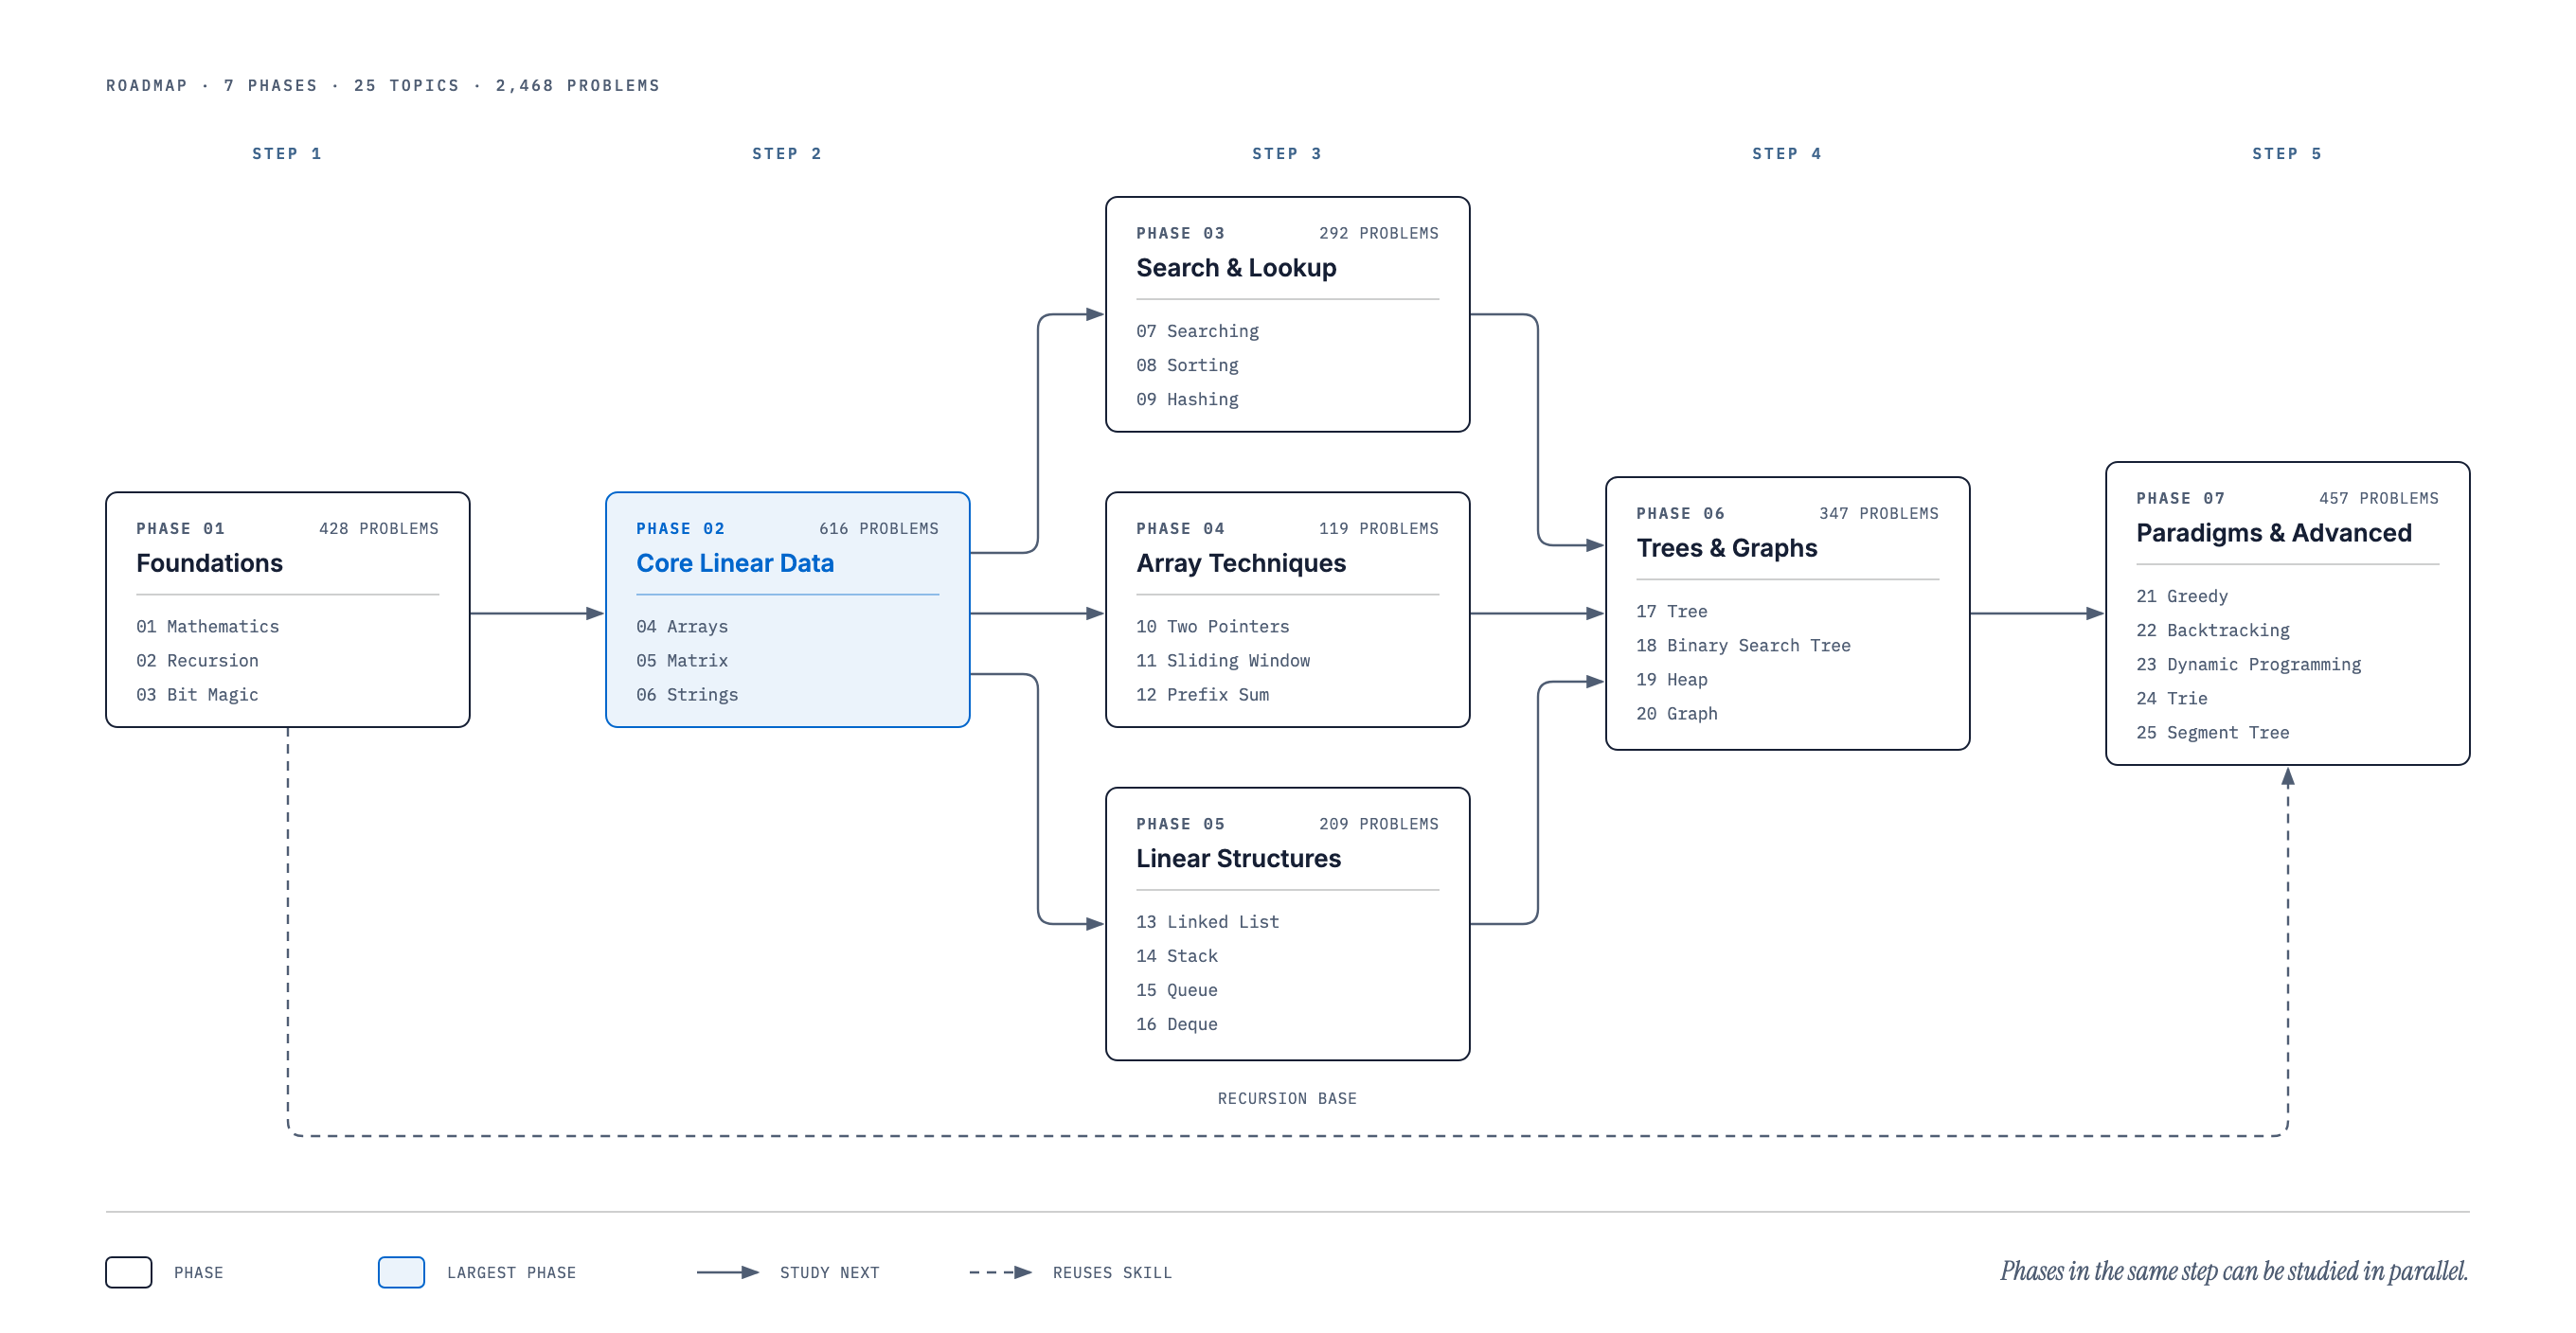 ROADMAP · 7 PHASES · 25 TOPICS · 2,468 PROBLEMS
STEP 1
STEP 2
STEP 3
STEP 4
STEP 5
PHASE 01 428 PROBLEMS
Foundations
01 Mathematics
02 Recursion
03 Bit Magic
PHASE 02 616 PROBLEMS
Core Linear Data
04 Arrays
05 Matrix
06 Strings
PHASE 03 292 PROBLEMS
Search & Lookup
07 Searching
08 Sorting
09 Hashing
PHASE 04 119 PROBLEMS
Array Techniques
10 Two Pointers
11 Sliding Window
12 Prefix Sum
PHASE 05 209 PROBLEMS
Linear Structures
13 Linked List
14 Stack
15 Queue
16 Deque
PHASE 06 347 PROBLEMS
Trees & Graphs
17 Tree
18 Binary Search Tree
19 Heap
20 Graph
PHASE 07 457 PROBLEMS
Paradigms & Advanced
21 Greedy
22 Backtracking
23 Dynamic Programming
24 Trie
25 Segment Tree
RECURSION BASE
PHASE
LARGEST PHASE
STUDY NEXT
REUSES SKILL
Phases in the same step can be studied in parallel.